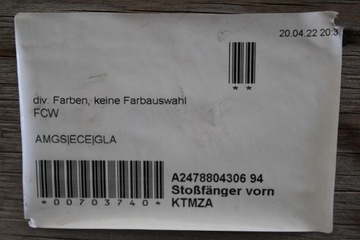 20.04.22 20:3
* *
div. Farben, keine Farbauswahl
FCW
AMGS|ECE|GLA
*00703740*
A2478804306 94
Stoßfänger vorn
KTMZA